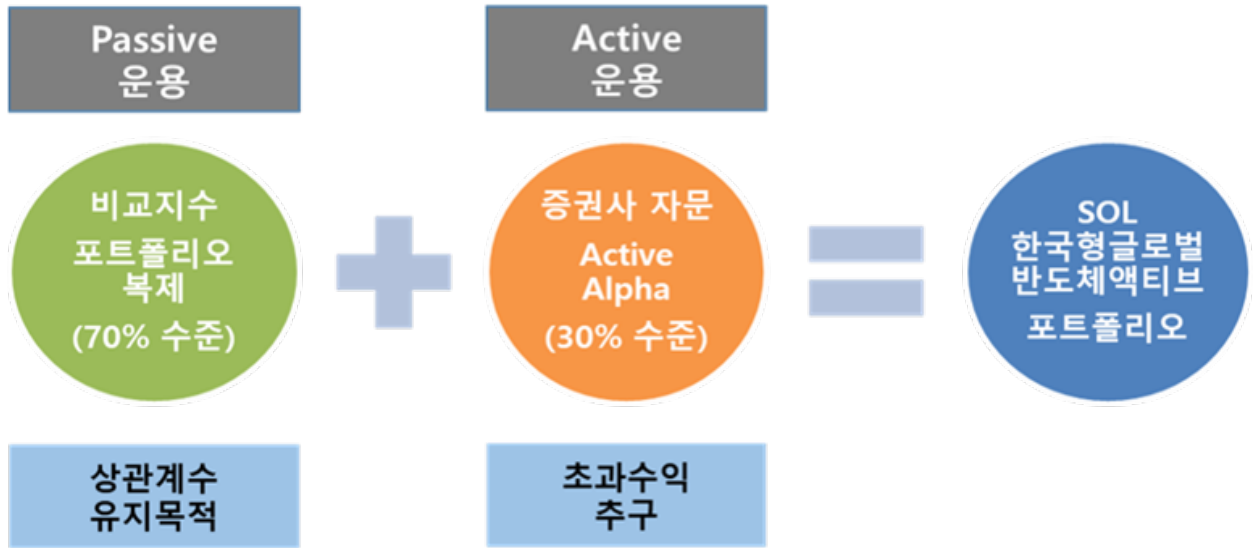 Passive
운용
Active
운용
비교지수
포트폴리오
복제
(70% 수준)
증권사 자문
Active
Alpha
(30% 수준)
SOL
한국형글로벌
반도체액티브
포트폴리오
상관계수
유지목적
초과수익
추구